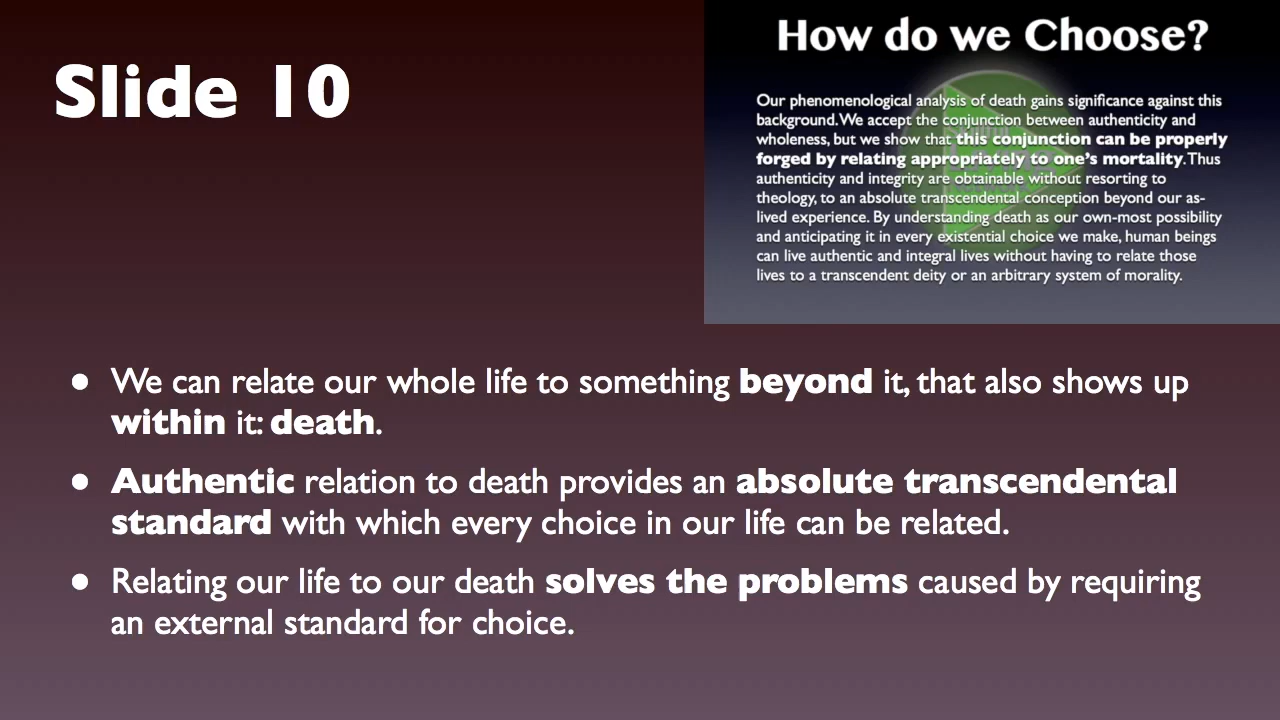 Slide 10
How do we Choose?
Our phenomenological analysis of death gains significance against this
background. We accept the conjunction between authenticity and
wholeness, but we show that this conjunction can be properly
forged by relating appropriately to one's mortality. Thus
authenticity and integrity are obtainable without resorting to
theology, to an absolute transcendental conception beyond our as-
lived experience. By understanding death as our own-most possibility
and anticipating it in every existential choice we make, human beings
can live authentic and integral lives without having to relate those
lives to a transcendent deity or an arbitrary system of morality.
• We can relate our whole life to something beyond it, that also shows up
within it: death.
• Authentic relation to death provides an absolute transcendental
standard with which every choice in our life can be related.
• Relating our life to our death solves the problems caused by requiring
an external standard for choice.